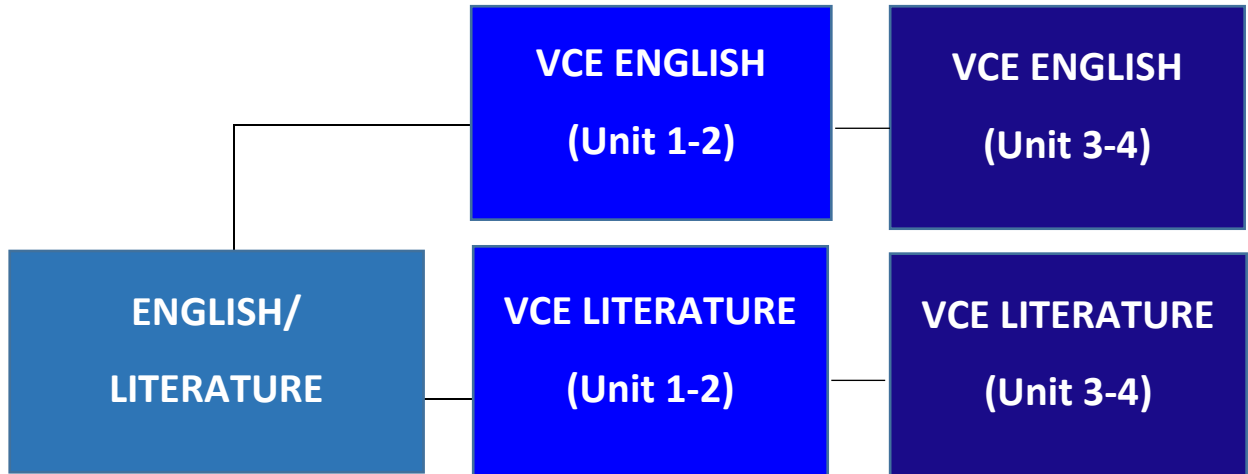 VCE ENGLISH
(Unit 1-2)
VCE ENGLISH
(Unit 3-4)
ENGLISH/
LITERATURE
VCE LITERATURE
(Unit 1-2)
VCE LITERATURE
(Unit 3-4)